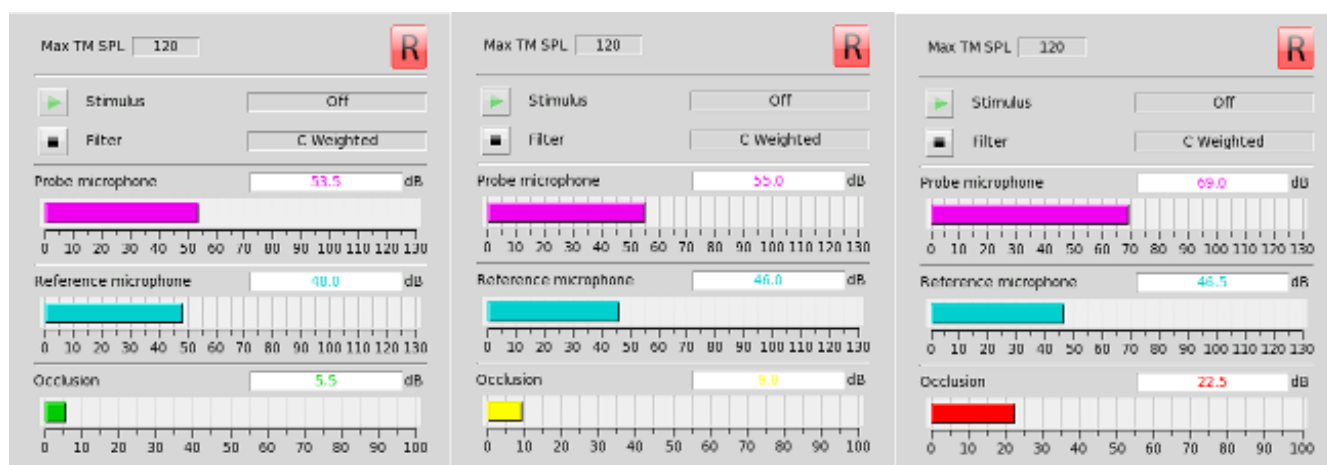 Max TM SPL 120 R
Stimulus Off
Filter C Weighted
Probe microphone 53.5 dB
0 10 20 30 40 50 60 70 80 90 100 110 120 130
Reference microphone 48.0 dB
0 10 20 30 40 50 60 70 80 90 100 110 120 130
Occlusion 5.5 dB
0 10 20 30 40 50 60 70 80 90 100
Max TM SPL 120 R
Stimulus Off
Filter C Weighted
Probe microphone 55.0 dB
0 10 20 30 40 50 60 70 80 90 100 110 120 130
Reference microphone 46.0 dB
0 10 20 30 40 50 60 70 80 90 100 110 120 130
Occlusion 9.0 dB
0 10 20 30 40 50 60 70 80 90 100
Max TM SPL 120 R
Stimulus Off
Filter C Weighted
Probe microphone 69.0 dB
0 10 20 30 40 50 60 70 80 90 100 110 120 130
Reference microphone 46.5 dB
0 10 20 30 40 50 60 70 80 90 100 110 120 130
Occlusion 22.5 dB
0 10 20 30 40 50 60 70 80 90 100